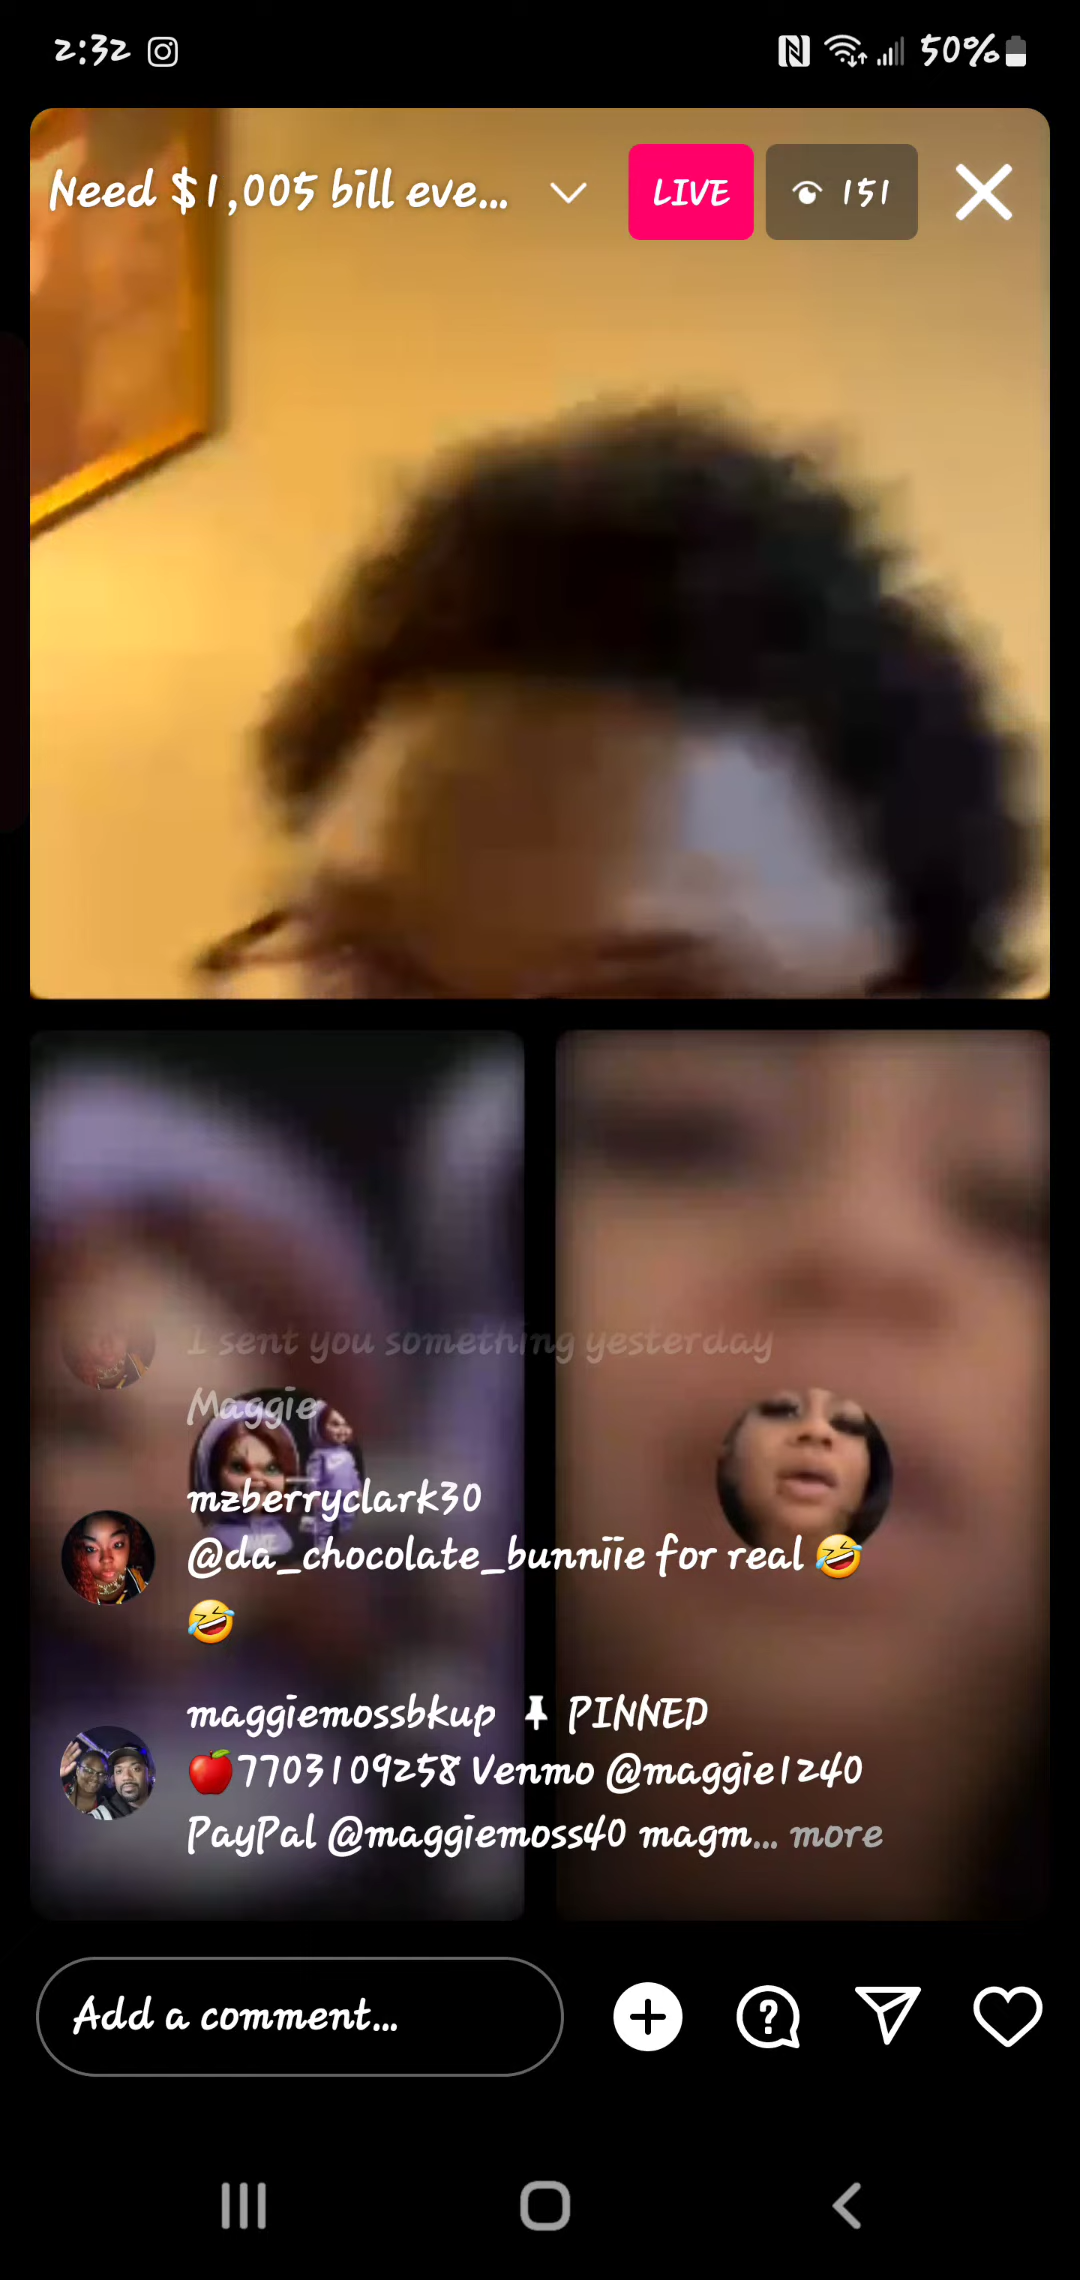 2:32 50%
Need $1,005 bill eve... LIVE 151
I sent you something yesterday
Maggie
mzberryclark30
@da_chocolate_bunniie for real 🤣
🤣
maggiemossbkup 📌 PINNED
🍎7703109258 Venmo @maggie1240
PayPal @maggiemoss40 magm... more
Add a comment...